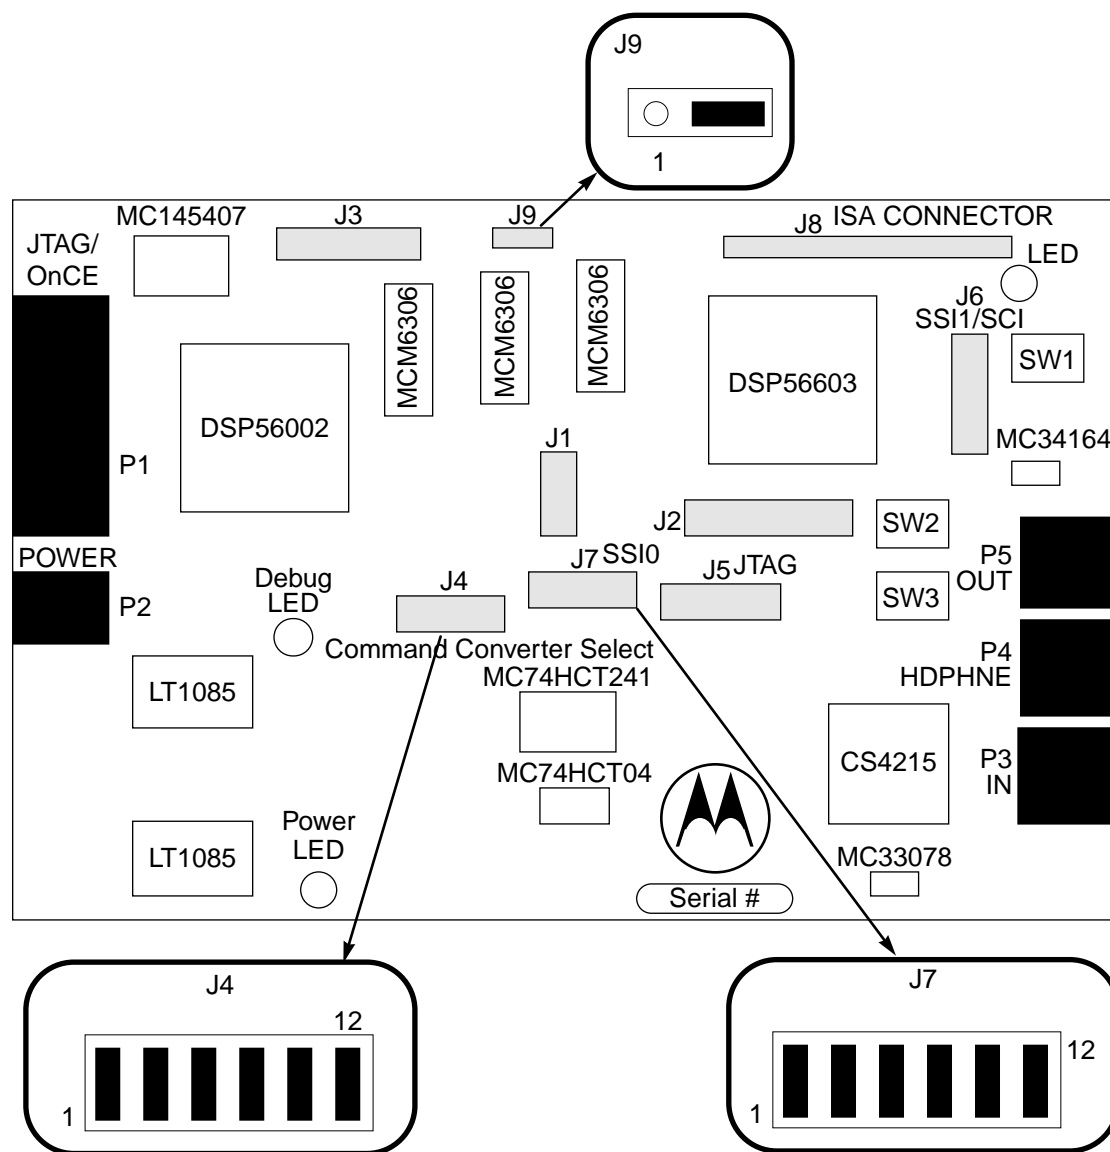 J9
1
MC145407
J3
J9
J8
ISA CONNECTOR
JTAG/
OnCE
LED
J6
SSI1/SCI
MCM6306
MCM6306
MCM6306
SW1
DSP56002
DSP56603
J1
MC34164
P1
J2
SW2
POWER
J7
SSI0
P5
OUT
Debug
LED
J4
J5
JTAG
P2
SW3
Command Converter Select
P4
HDPHNE
MC74HCT241
LT1085
CS4215
P3
IN
MC74HCT04
Power
LED
LT1085
MC33078
Serial #
J4
12
1
J7
12
1